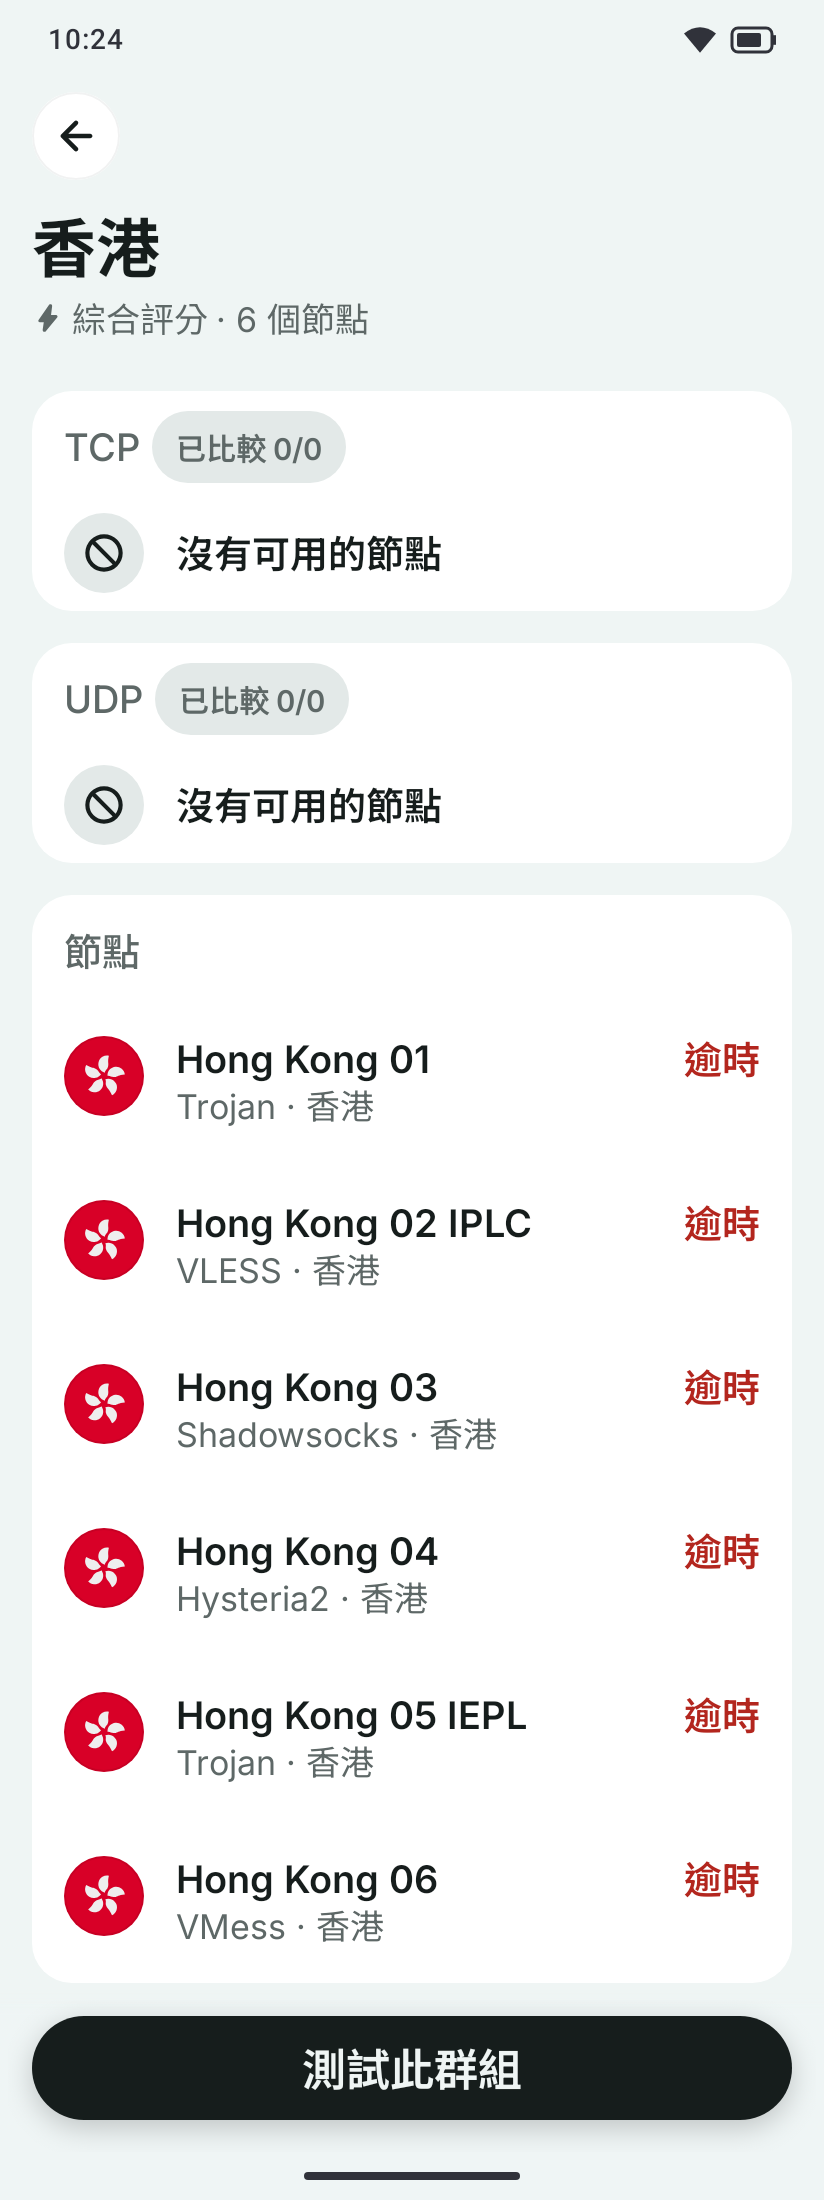 10:24
香港
綜合評分 · 6 個節點
TCP 已比較 0/0
沒有可用的節點
UDP 已比較 0/0
沒有可用的節點
節點
Hong Kong 01 逾時
Trojan · 香港
Hong Kong 02 IPLC 逾時
VLESS · 香港
Hong Kong 03 逾時
Shadowsocks · 香港
Hong Kong 04 逾時
Hysteria2 · 香港
Hong Kong 05 IEPL 逾時
Trojan · 香港
Hong Kong 06 逾時
VMess · 香港
測試此群組